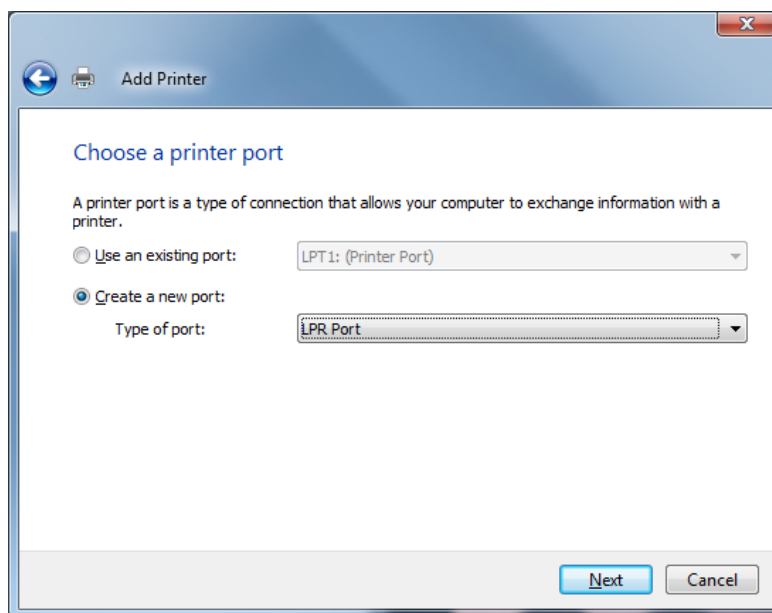 Add Printer
Choose a printer port
A printer port is a type of connection that allows your computer to exchange information with a
printer.
Use an existing port: LPT1: (Printer Port)
Create a new port:
Type of port: LPR Port
Next Cancel